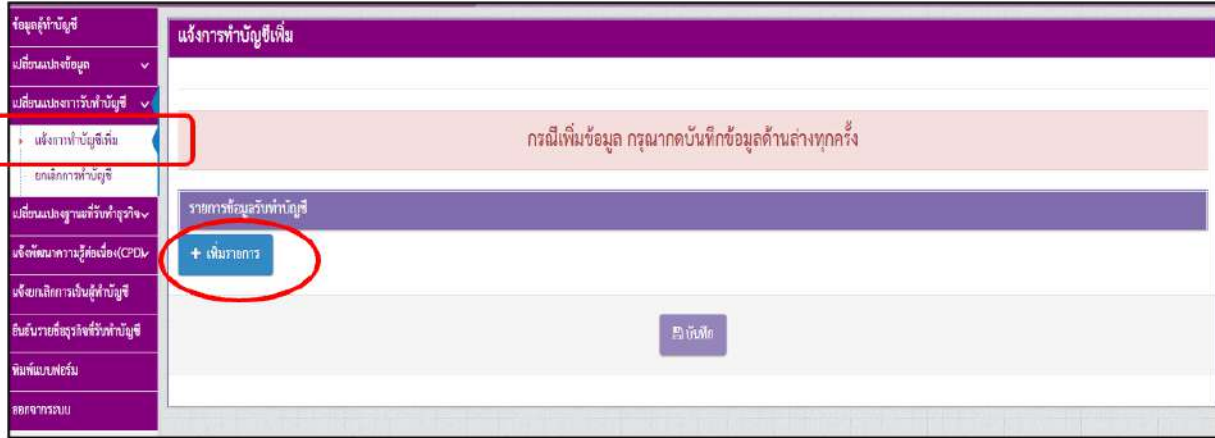 ข้อมูลผู้ทำบัญชี
เปลี่ยนแปลงข้อมูล
เปลี่ยนแปลงการรับทำบัญชี
แจ้งการทำบัญชีเพิ่ม
ยกเลิกการทำบัญชี
เปลี่ยนแปลงฐานะที่รับทำธุรกิจ
แจ้งพัฒนาความรู้ต่อเนื่อง(CPD)
แจ้งยกเลิกการเป็นผู้ทำบัญชี
ยืนยันรายชื่อธุรกิจที่รับทำบัญชี
พิมพ์แบบฟอร์ม
ออกจากระบบ
แจ้งการทำบัญชีเพิ่ม
กรณีเพิ่มข้อมูล กรุณากดบันทึกข้อมูลด้านล่างทุกครั้ง
รายการข้อมูลรับทำบัญชี
+ เพิ่มรายการ
บันทึก